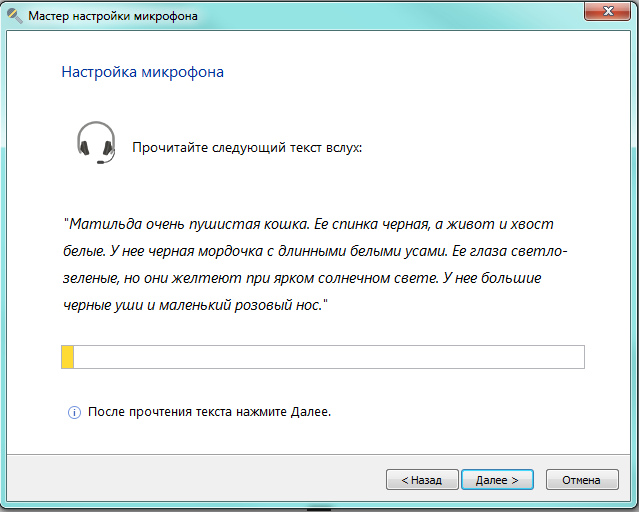 Мастер настройки микрофона
Настройка микрофона
Прочитайте следующий текст вслух:
"Матильда очень пушистая кошка. Ее спинка черная, а живот и хвост
белые. У нее черная мордочка с длинными белыми усами. Ее глаза светло-
зеленые, но они желтеют при ярком солнечном свете. У нее большие
черные уши и маленький розовый нос."
После прочтения текста нажмите Далее.
< Назад Далее > Отмена